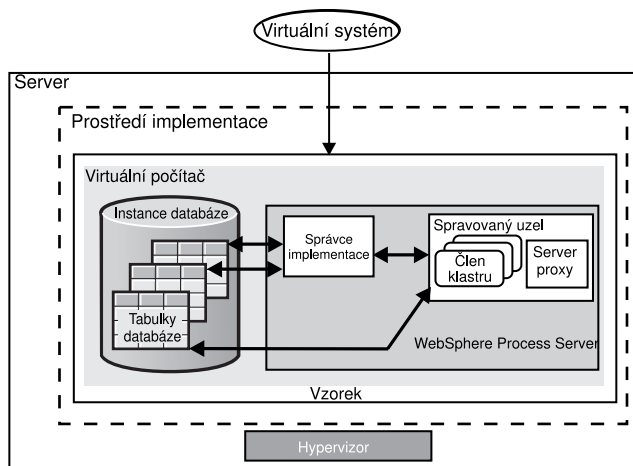 Virtuální systém
Server
Prostředí implementace
Virtuální počítač
Instance databáze
Správce
implementace
Spravovaný uzel
Člen
klastru
Server
proxy
Tabulky
databáze
WebSphere Process Server
Vzorek
Hypervizor